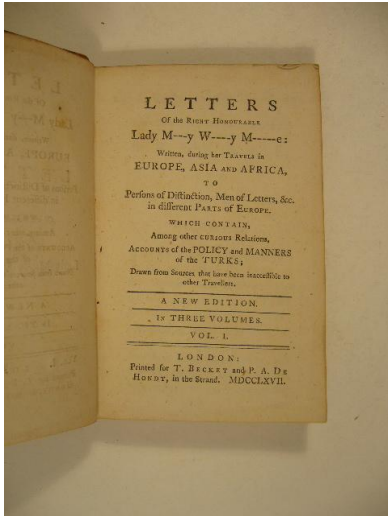 LETTERS
Of the RIGHT HONOURABLE
Lady M---y W----y M-----e:
Written, during her TRAVELS in
EUROPE, ASIA AND AFRICA,
TO
Persons of Distinction, Men of Letters, &c.
in different PARTS of EUROPE.
WHICH CONTAIN,
Among other CURIOUS Relations,
ACCOUNTS of the POLICY and MANNERS
of the TURKS;
Drawn from Sources that have been inaccessible to
other Travellers.
A NEW EDITION.
IN THREE VOLUMES.
VOL. I.
LONDON:
Printed for T. BECKET and P. A. DE
HONDT, in the Strand. MDCCLXVII.